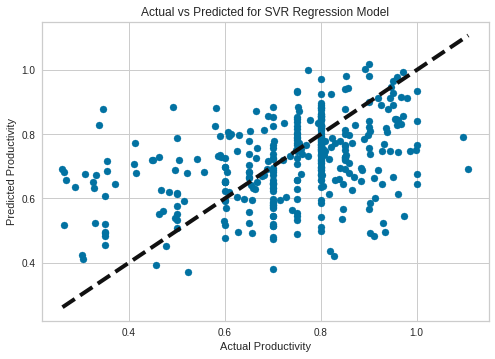 Actual vs Predicted for SVR Regression Model
Predicted Productivity
1.0
0.8
0.6
0.4
0.4 0.6 0.8 1.0
Actual Productivity